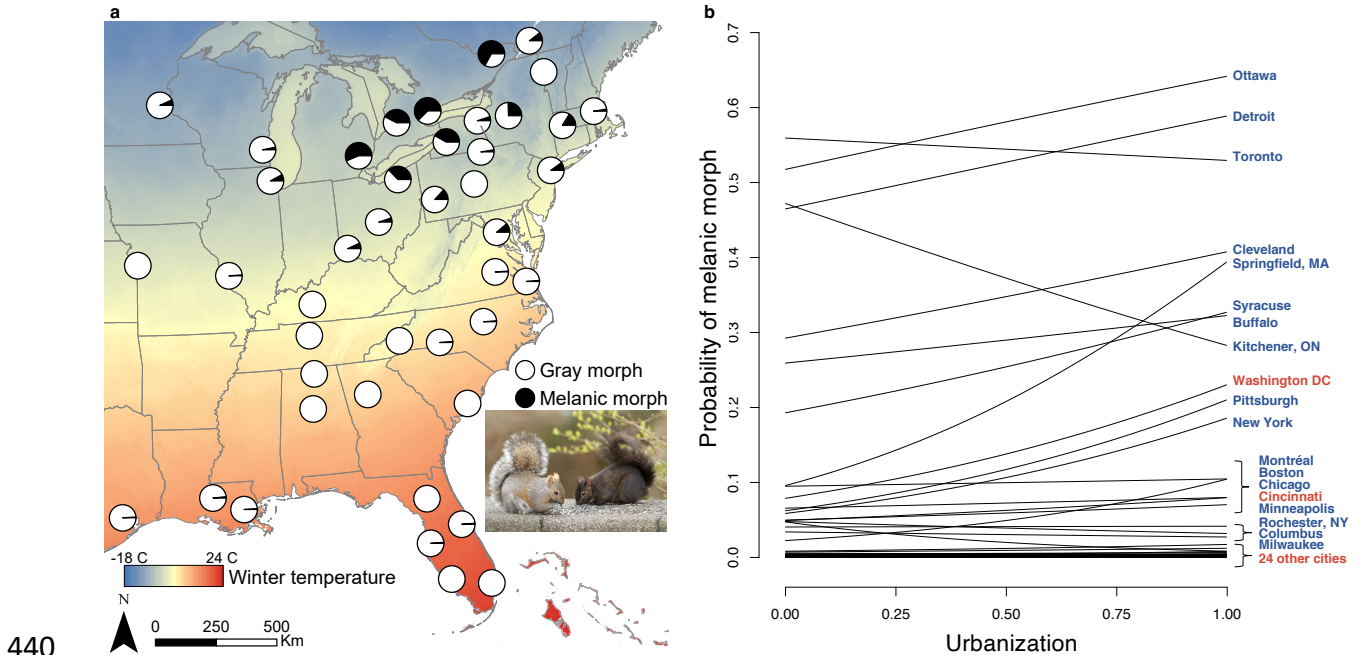 a
Gray morph
Melanic morph
-18 C
24 C
Winter temperature
N
0
250
500
Km
440
b
0.7
0.6
0.5
0.4
0.3
0.2
0.1
0.0
Probability of melanic morph
Ottawa
Detroit
Toronto
Cleveland
Springfield, MA
Syracuse
Buffalo
Kitchener, ON
Washington DC
Pittsburgh
New York
Montréal
Boston
Chicago
Cincinnati
Minneapolis
Rochester, NY
Columbus
Milwaukee
24 other cities
0.00
0.25
0.50
0.75
1.00
Urbanization